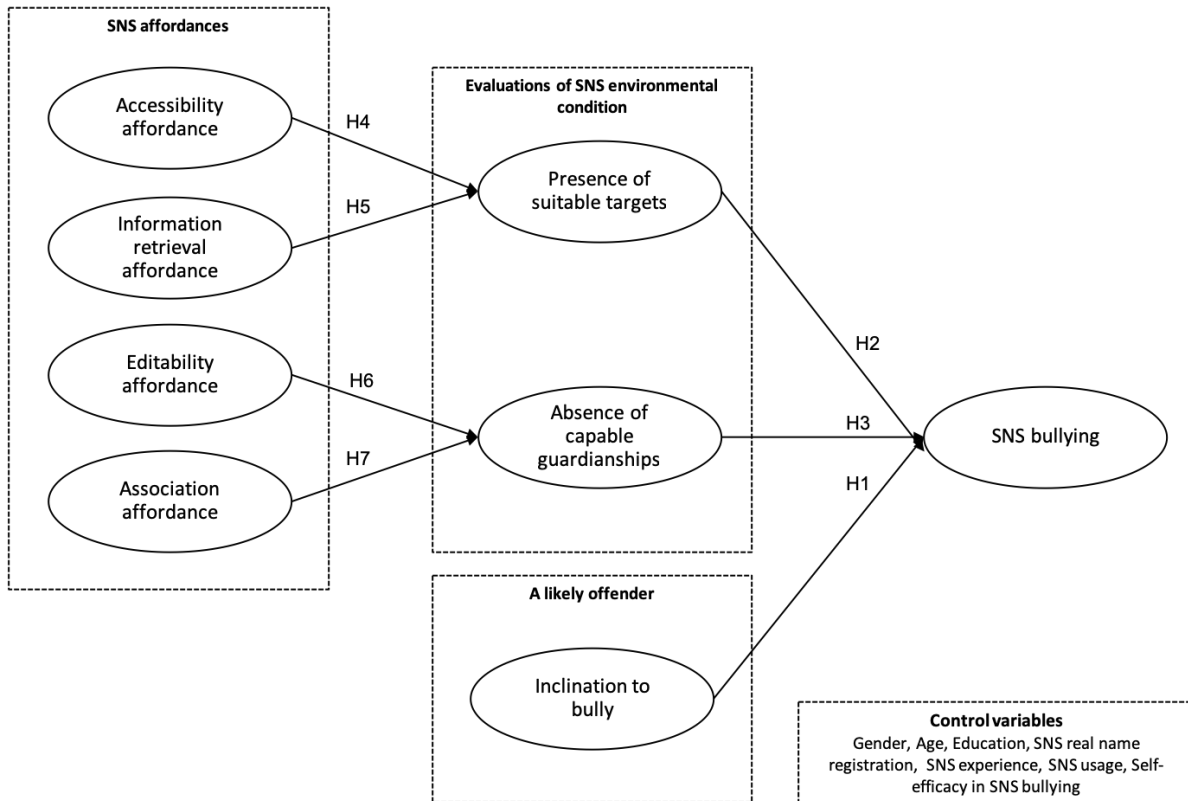 SNS affordances
Accessibility
affordance
Information
retrieval
affordance
Editability
affordance
Association
affordance
H4
H5
H6
H7
Evaluations of SNS environmental
condition
Presence of
suitable targets
Absence of
capable
guardianships
A likely offender
Inclination to
bully
H2
H3
H1
SNS bullying
Control variables
Gender, Age, Education, SNS real name
registration, SNS experience, SNS usage, Self-
efficacy in SNS bullying